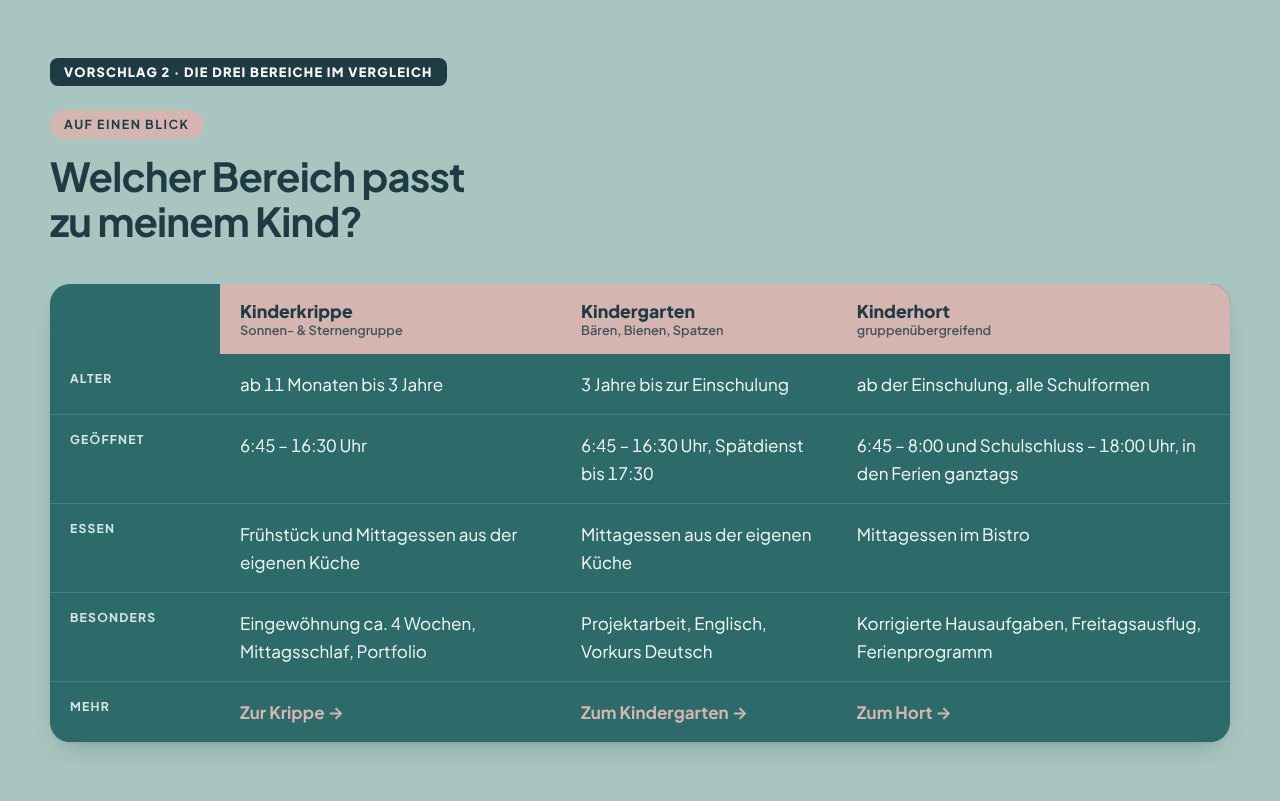 VORSCHLAG 2 · DIE DREI BEREICHE IM VERGLEICH
AUF EINEN BLICK
Welcher Bereich passt
zu meinem Kind?
Kinderkrippe
Sonnen- & Sternengruppe
Kindergarten
Bären, Bienen, Spatzen
Kinderhort
gruppenübergreifend
ALTER
ab 11 Monaten bis 3 Jahre
3 Jahre bis zur Einschulung
ab der Einschulung, alle Schulformen
GEÖFFNET
6:45 – 16:30 Uhr
6:45 – 16:30 Uhr, Spätdienst
bis 17:30
6:45 – 8:00 und Schulschluss – 18:00 Uhr, in
den Ferien ganztags
ESSEN
Frühstück und Mittagessen aus der
eigenen Küche
Mittagessen aus der eigenen
Küche
Mittagessen im Bistro
BESONDERS
Eingewöhnung ca. 4 Wochen,
Mittagsschlaf, Portfolio
Projektarbeit, Englisch,
Vorkurs Deutsch
Korrigierte Hausaufgaben, Freitagsausflug,
Ferienprogramm
MEHR
Zur Krippe →
Zum Kindergarten →
Zum Hort →